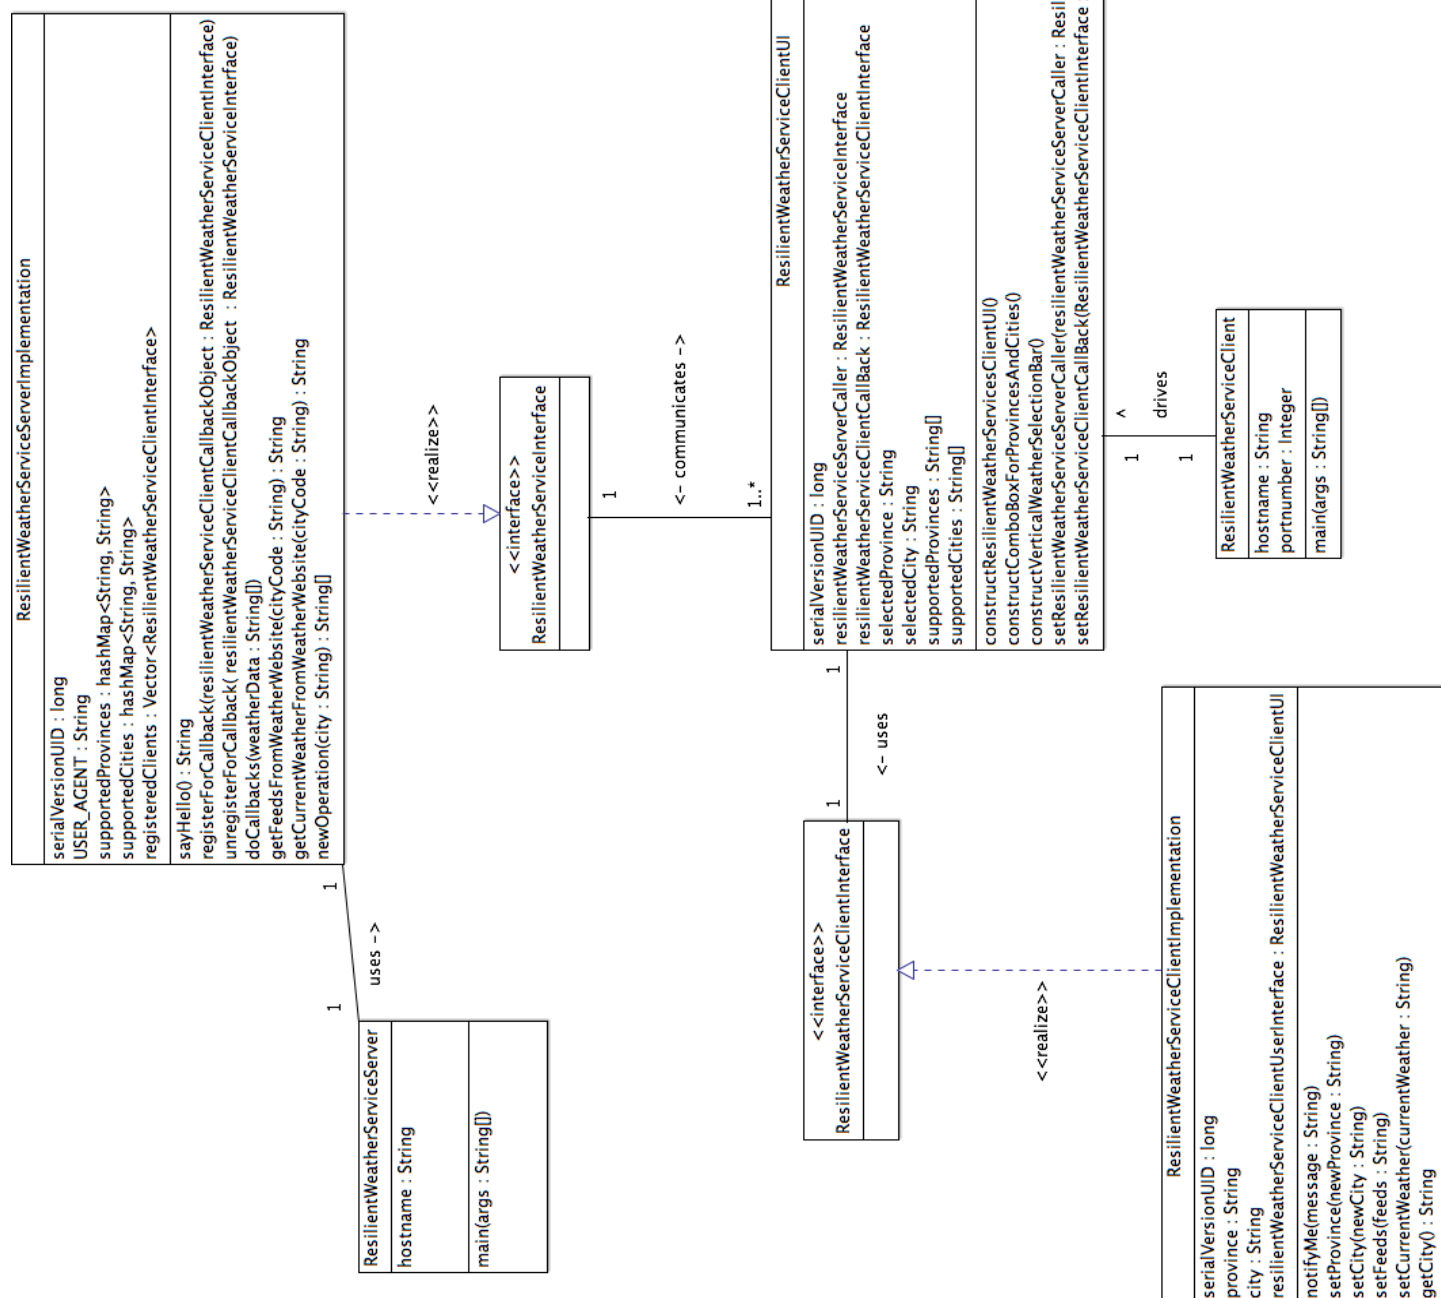 ResilientWeatherServiceServerImplementation
serialVersionUID : long
USER_AGENT : String
supportedProvinces : hashMap<String, String>
supportedCities : hashMap<String, String>
registeredClients : Vector<ResilientWeatherServiceClientInterface>
sayHello() : String
registerForCallback(resilientWeatherServiceClientCallbackObject : ResilientWeatherServiceClientInterface)
unregisterForCallback( resilientWeatherServiceClientCallbackObject : ResilientWeatherServiceInterface)
doCallbacks(weatherData : String[])
getFeedsFromWeatherWebsite(cityCode : String) : String
getCurrentWeatherFromWeatherWebsite(cityCode : String) : String
newOperation(city : String) : String[]
1
uses ->
1
ResilientWeatherServiceServer
hostname : String
main(args : String[])
<<realize>>
<<interface>>
ResilientWeatherServiceInterface
1
<- communicates ->
1..*
ResilientWeatherServiceClientUI
serialVersionUID : long
resilientWeatherServiceServerCaller : ResilientWeatherServiceInterface
resilientWeatherServiceClientCallBack : ResilientWeatherServiceClientInterface
selectedProvince : String
selectedCity : String
supportedProvinces : String[]
supportedCities : String[]
constructResilientWeatherServicesClientUI()
constructComboBoxForProvincesAndCities()
constructVerticalWeatherSelectionBar()
setResilientWeatherServiceServerCaller(resilientWeatherServiceServerCaller : Resil
setResilientWeatherServiceClientCallBack(ResilientWeatherServiceClientInterface :
1
<- uses
1
<<interface>>
ResilientWeatherServiceClientInterface
1
^
drives
1
ResilientWeatherServiceClient
hostname : String
portnumber : Integer
main(args : String[])
<<realize>>
ResilientWeatherServiceClientImplementation
serialVersionUID : long
province : String
city : String
resilientWeatherServiceClientUserInterface : ResilientWeatherServiceClientUI
notifyMe(message : String)
setProvince(newProvince : String)
setCity(newCity : String)
setFeeds(feeds : String)
setCurrentWeather(currentWeather : String)
getCity() : String